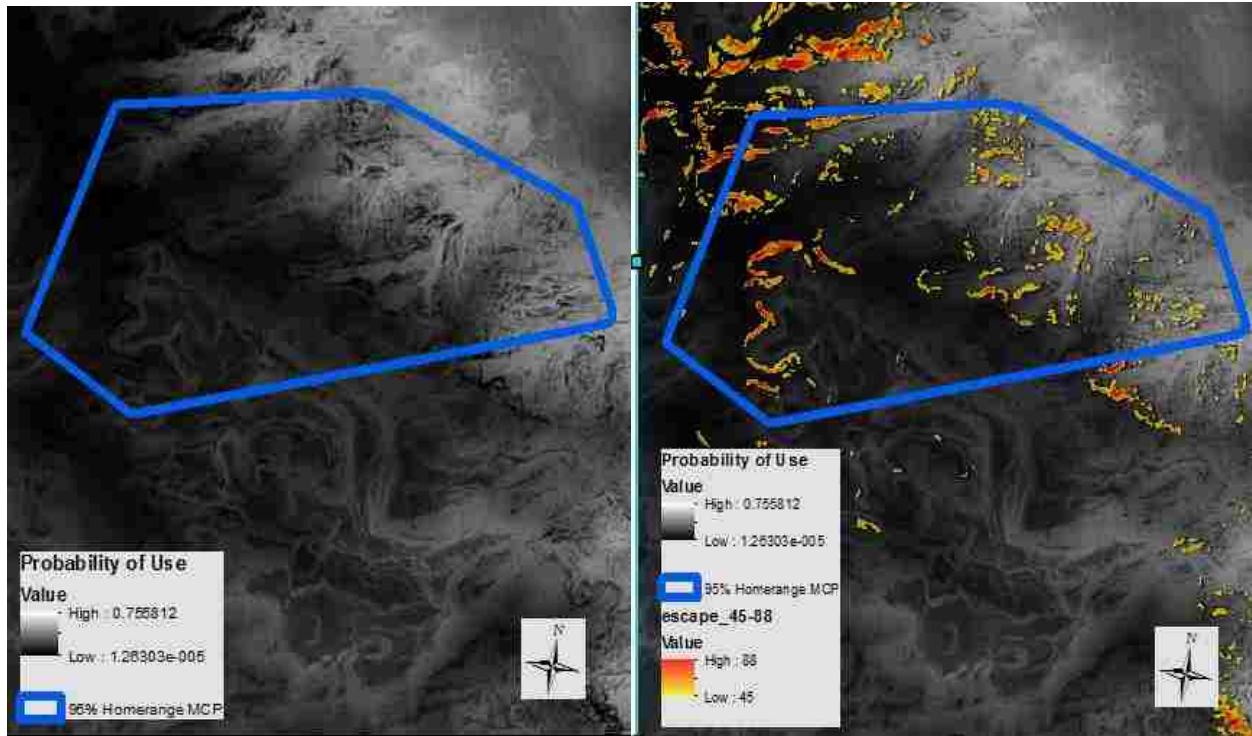 Probability of Use
Value
High : 0.755812
Low : 1.26303e-005
95% Homerange MCP
N
Probability of Use
Value
High : 0.755812
Low : 1.26303e-005
95% Homerange MCP
escape_45-88
Value
High : 88
Low : 45
N